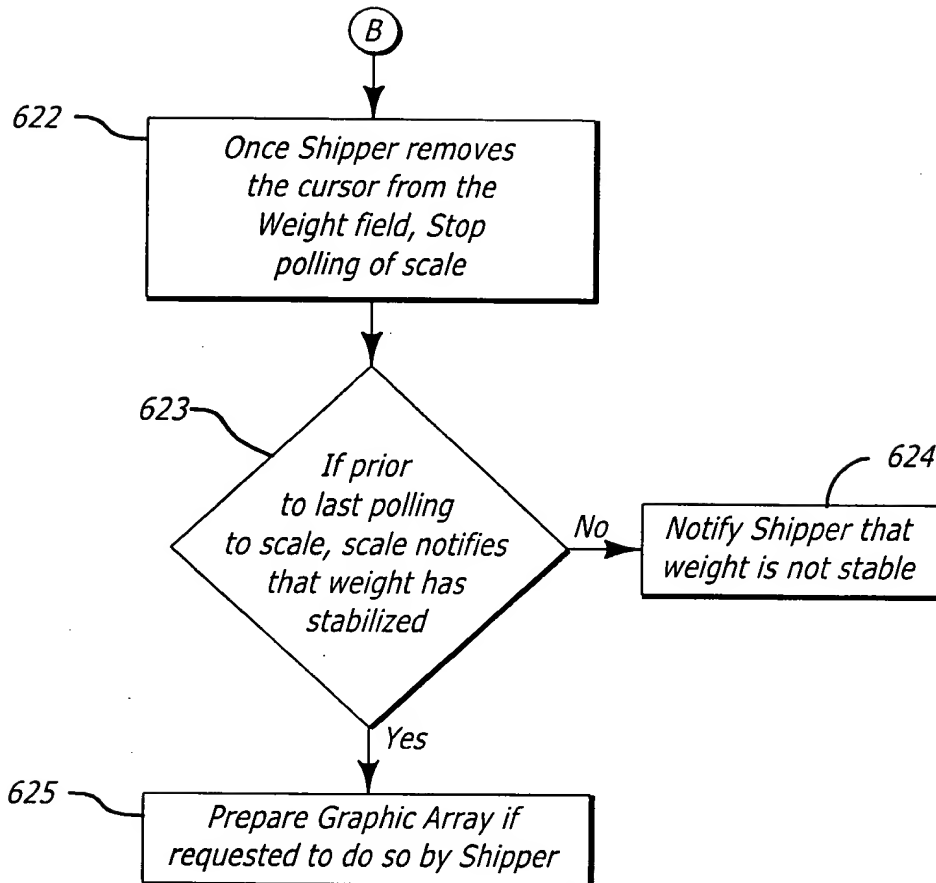 B
622
Once Shipper removes
the cursor from the
Weight field, Stop
polling of scale
623
If prior
to last polling
to scale, scale notifies
that weight has
stabilized
No
624
Notify Shipper that
weight is not stable
Yes
625
Prepare Graphic Array if
requested to do so by Shipper